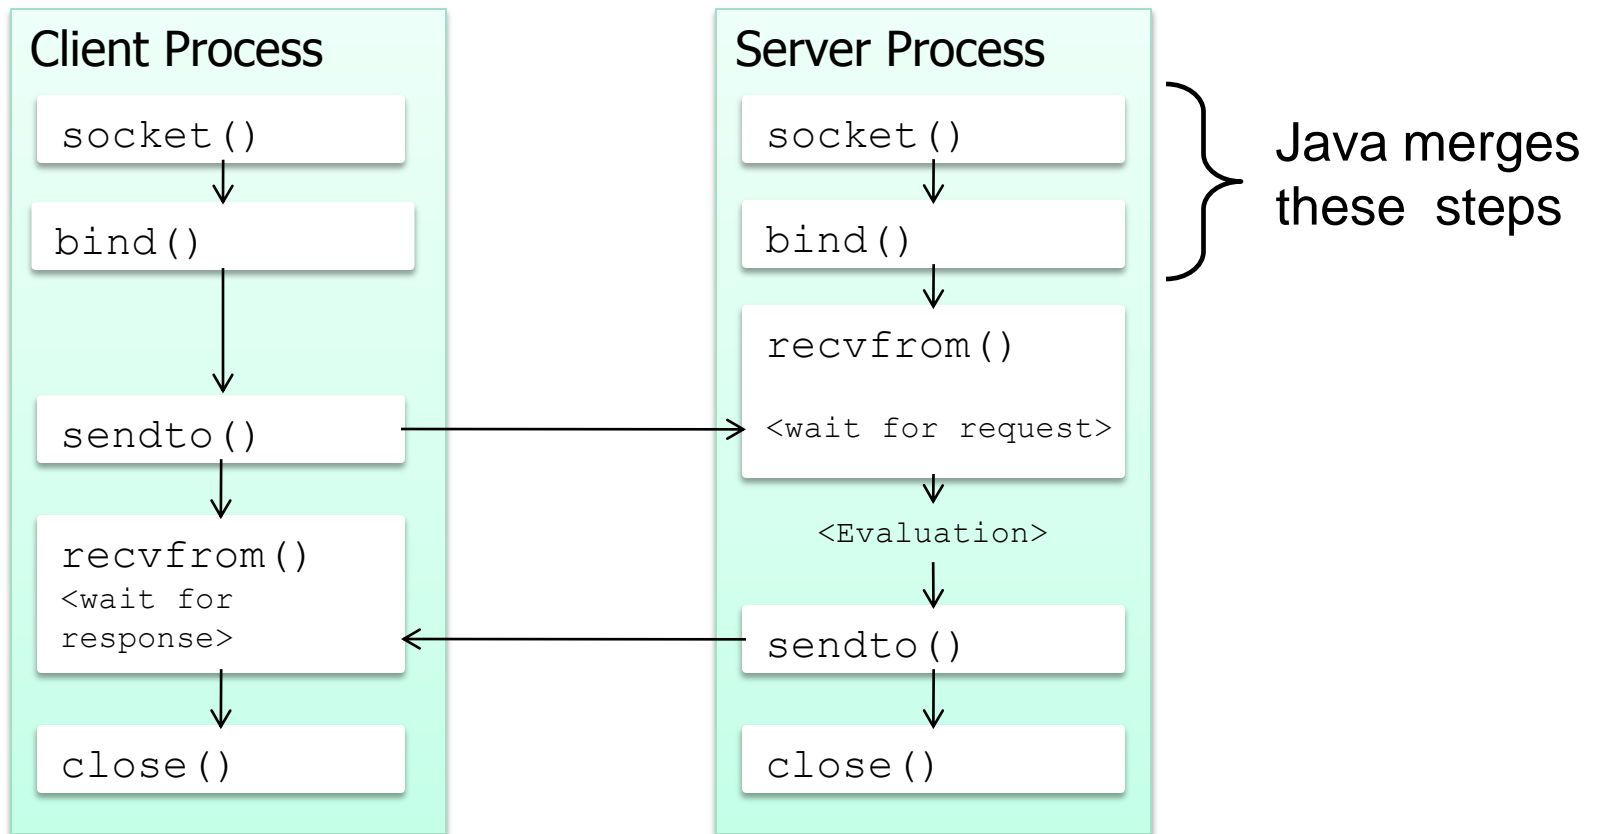 Client Process
socket()
bind()
sendto()
recvfrom()
<wait for
response>
close()
Server Process
socket()
bind()
recvfrom()
<wait for request>
<Evaluation>
sendto()
close()
Java merges
these steps